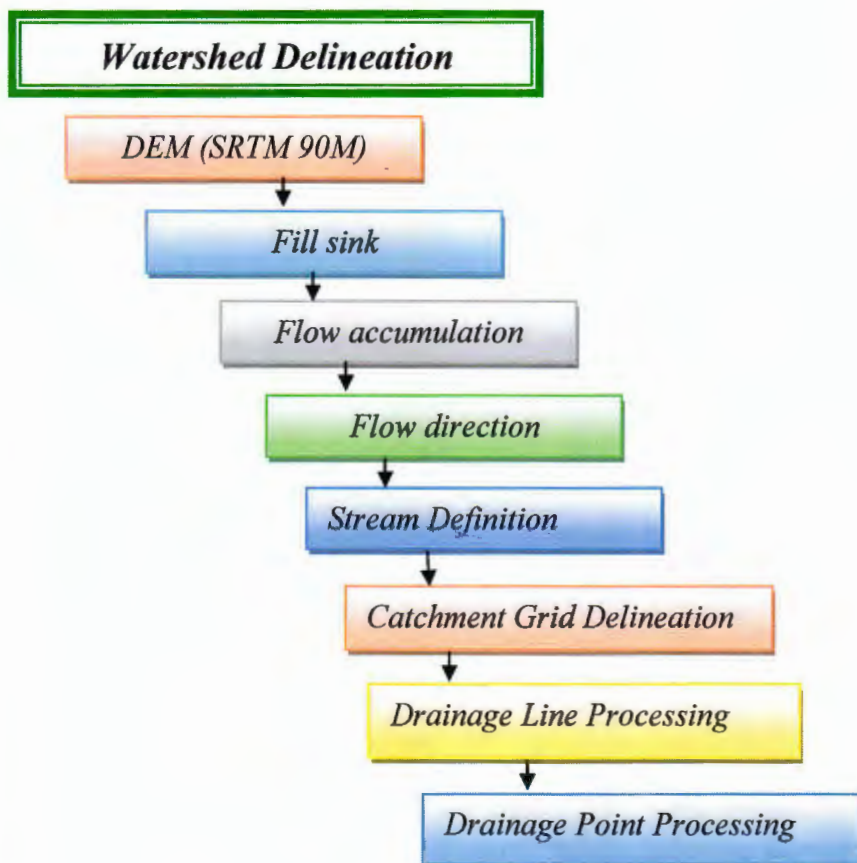 Watershed Delineation
DEM (SRTM 90M)
Fill sink
Flow accumulation
Flow direction
Stream Definition
Catchment Grid Delineation
Drainage Line Processing
Drainage Point Processing